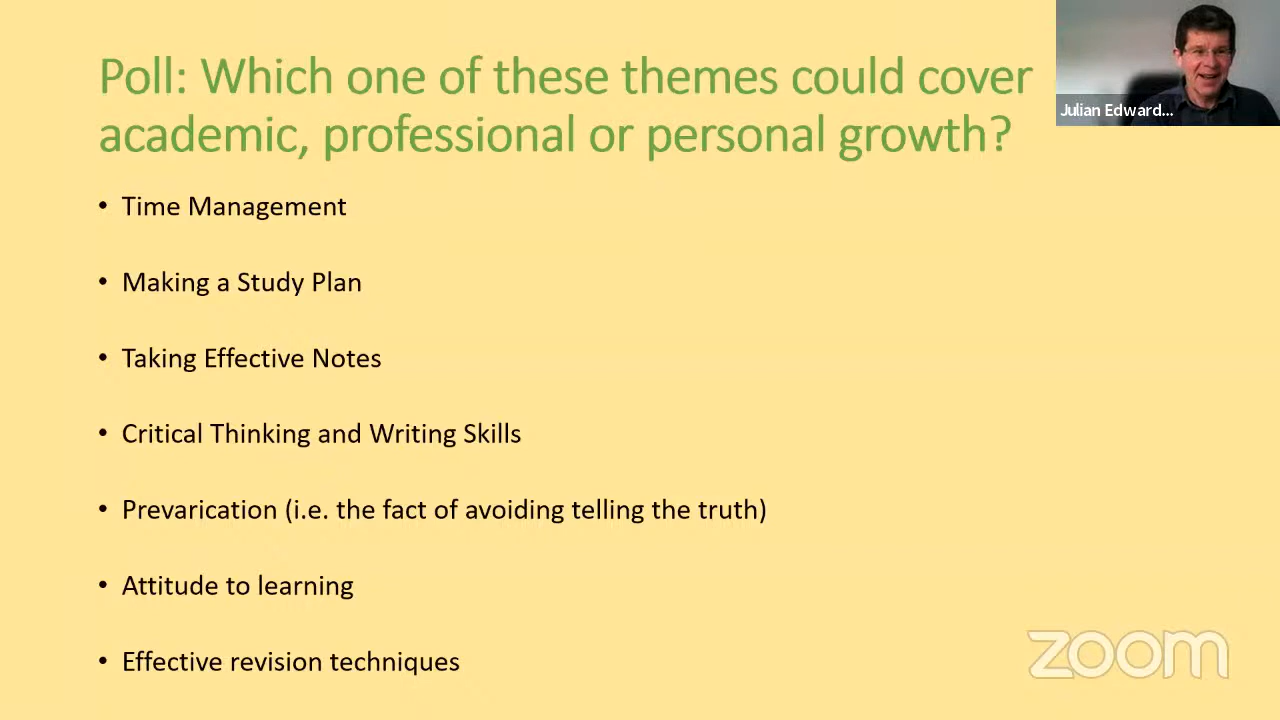 Poll: Which one of these themes could cover
academic, professional or personal growth?
Julian Edward...
• Time Management
• Making a Study Plan
• Taking Effective Notes
• Critical Thinking and Writing Skills
• Prevarication (i.e. the fact of avoiding telling the truth)
• Attitude to learning
• Effective revision techniques
zoom